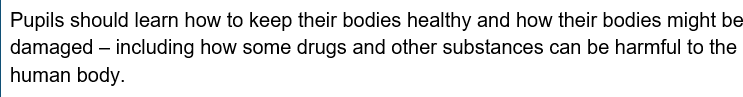 Pupils should learn how to keep their bodies healthy and how their bodies might be
damaged – including how some drugs and other substances can be harmful to the
human body.